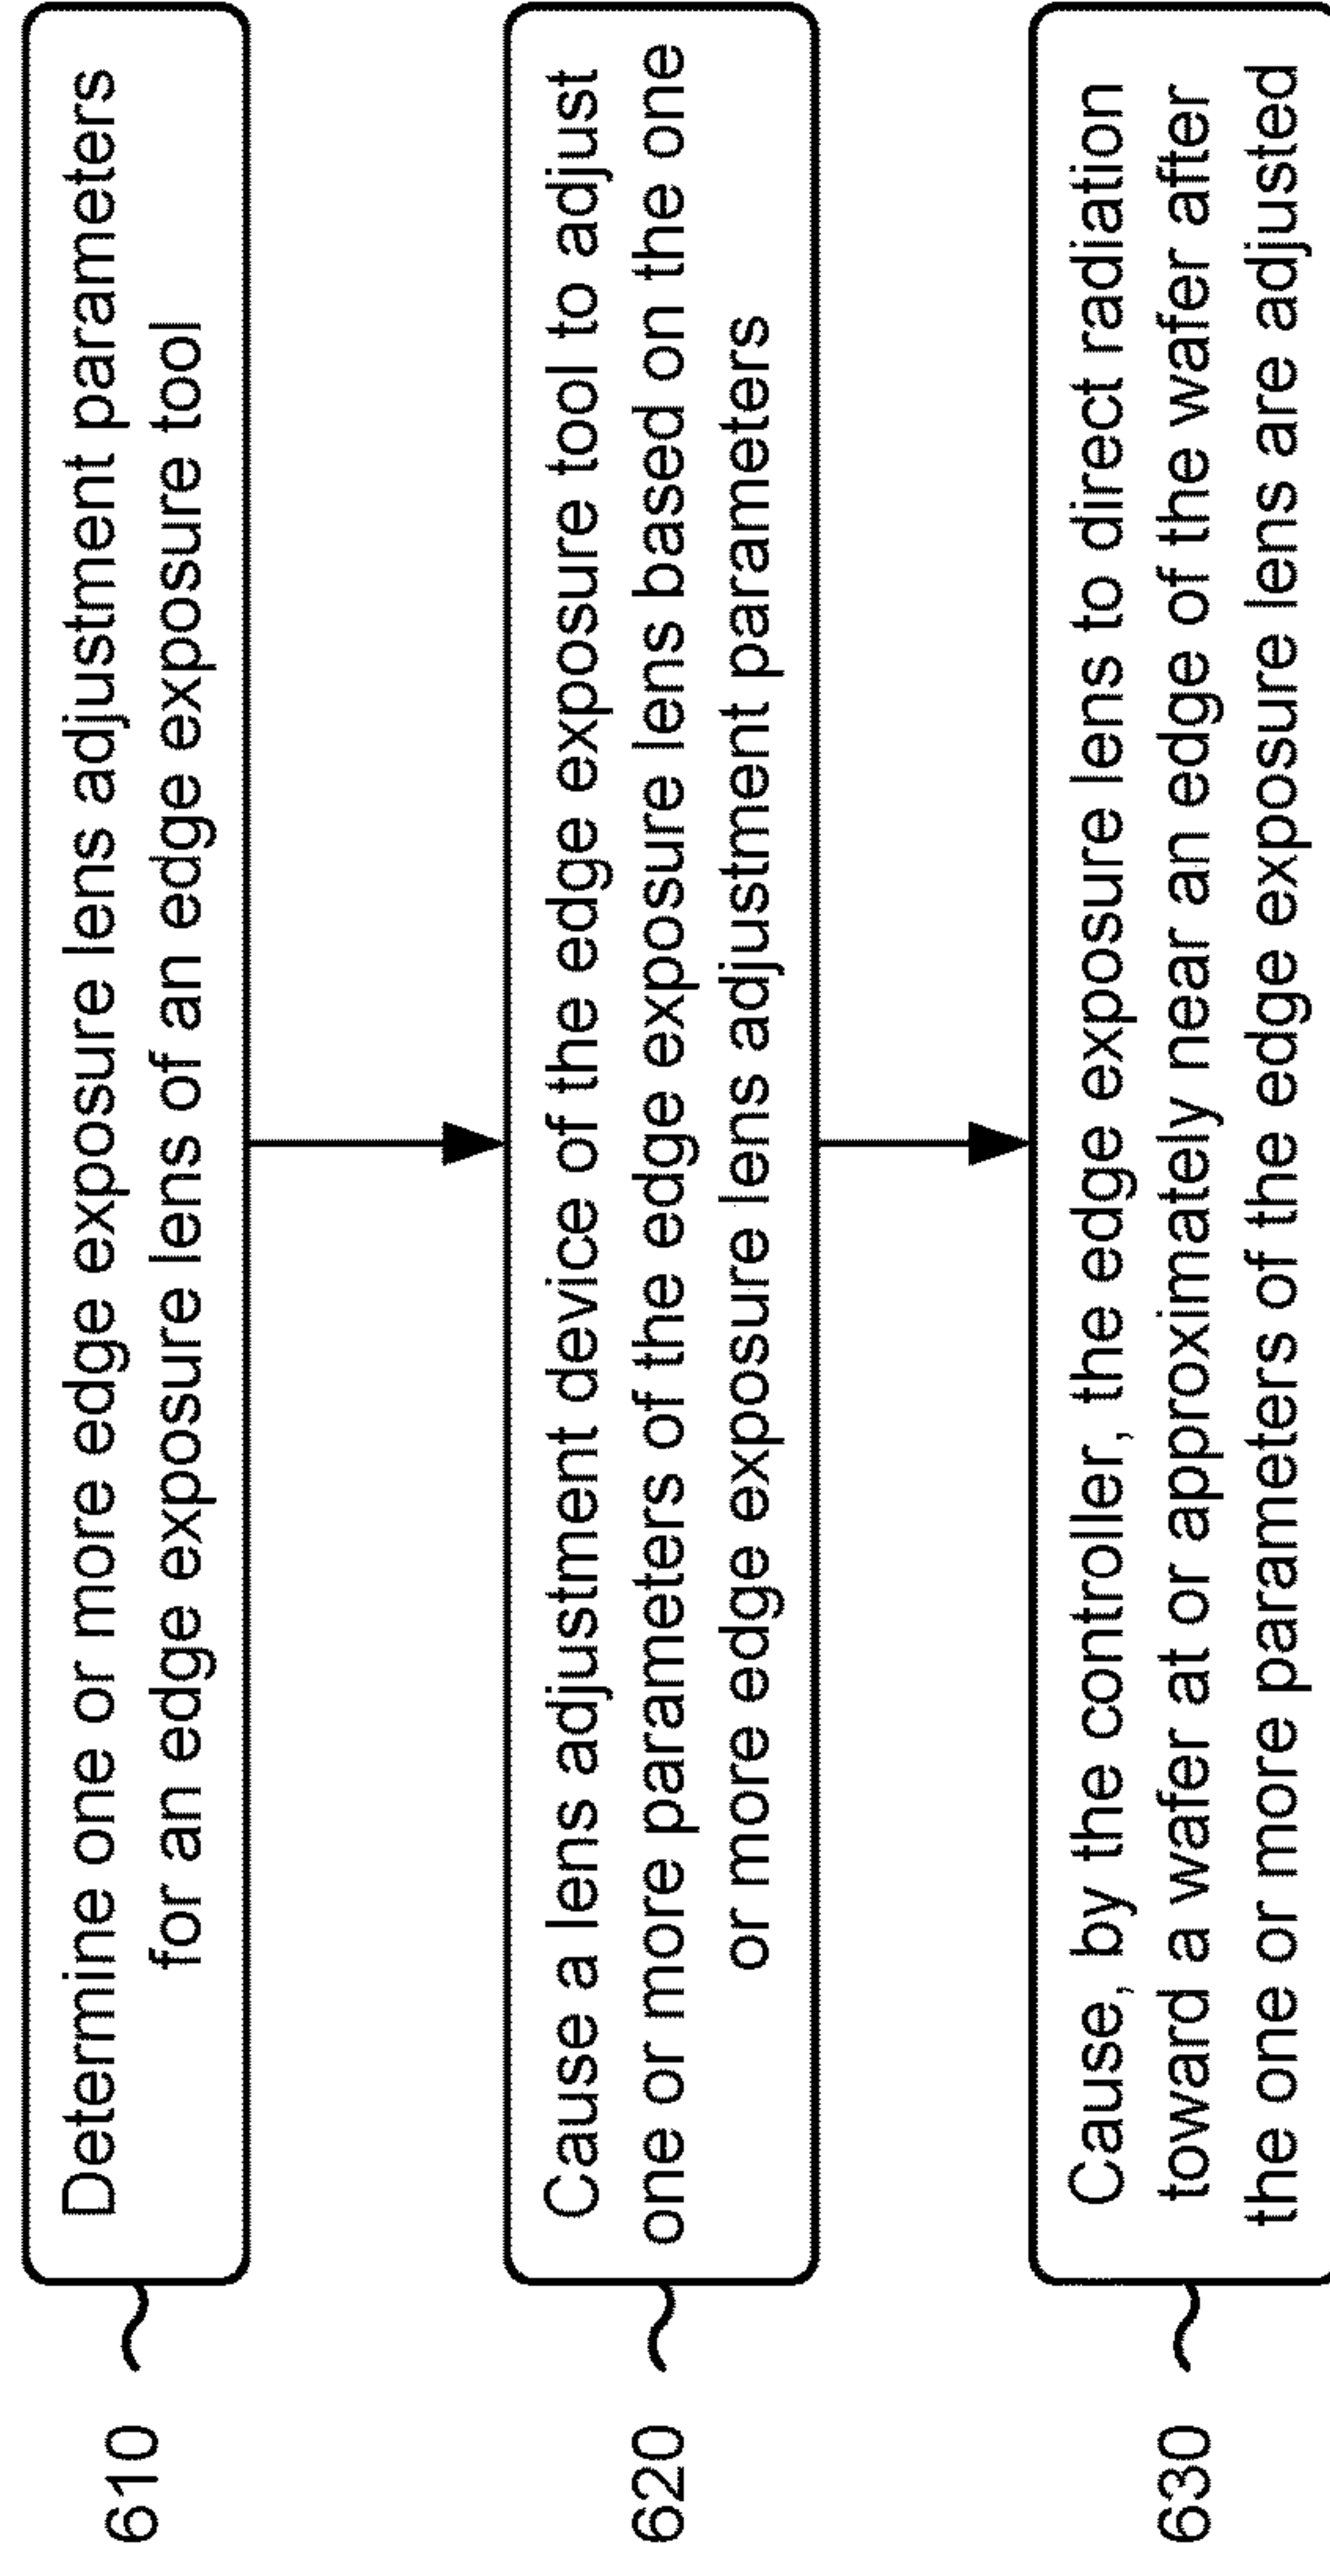 610
Determine one or more edge exposure lens adjustment parameters
for an edge exposure lens of an edge exposure tool
620
Cause a lens adjustment device of the edge exposure tool to adjust
one or more parameters of the edge exposure lens based on the one
or more edge exposure lens adjustment parameters
630
Cause, by the controller, the edge exposure lens to direct radiation
toward a wafer at or approximately near an edge of the wafer after
the one or more parameters of the edge exposure lens are adjusted